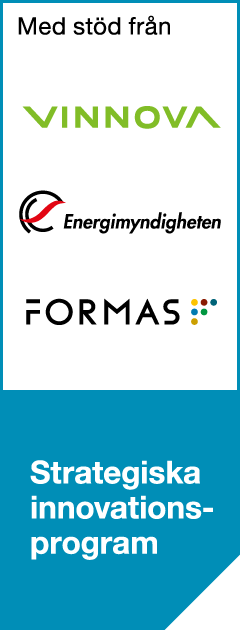 Med stöd från
VINNOVA
Energimyndigheten
FORMAS
Strategiska
innovations-
program